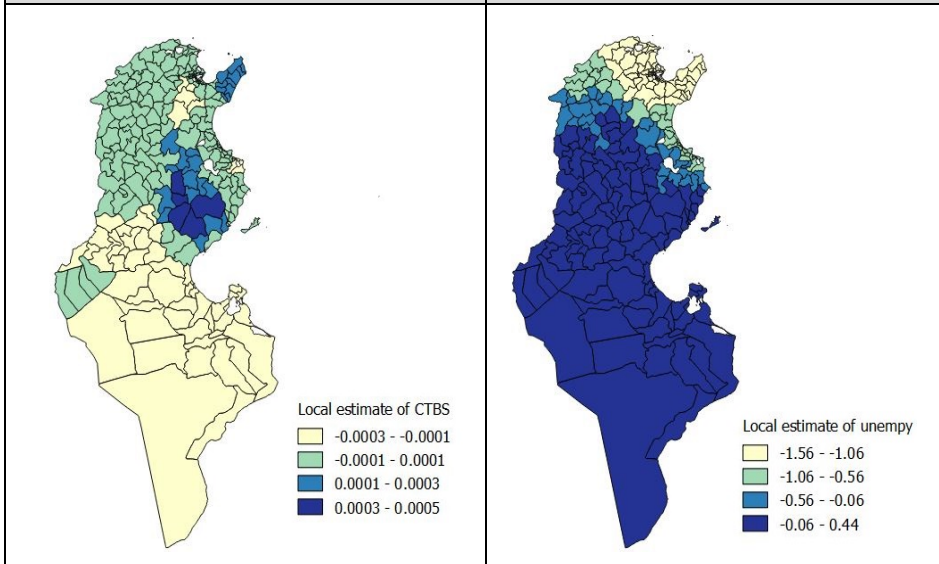 Local estimate of CTBS
-0.0003 - -0.0001
-0.0001 - 0.0001
0.0001 - 0.0003
0.0003 - 0.0005
Local estimate of unempy
-1.56 - -1.06
-1.06 - -0.56
-0.56 - -0.06
-0.06 - 0.44